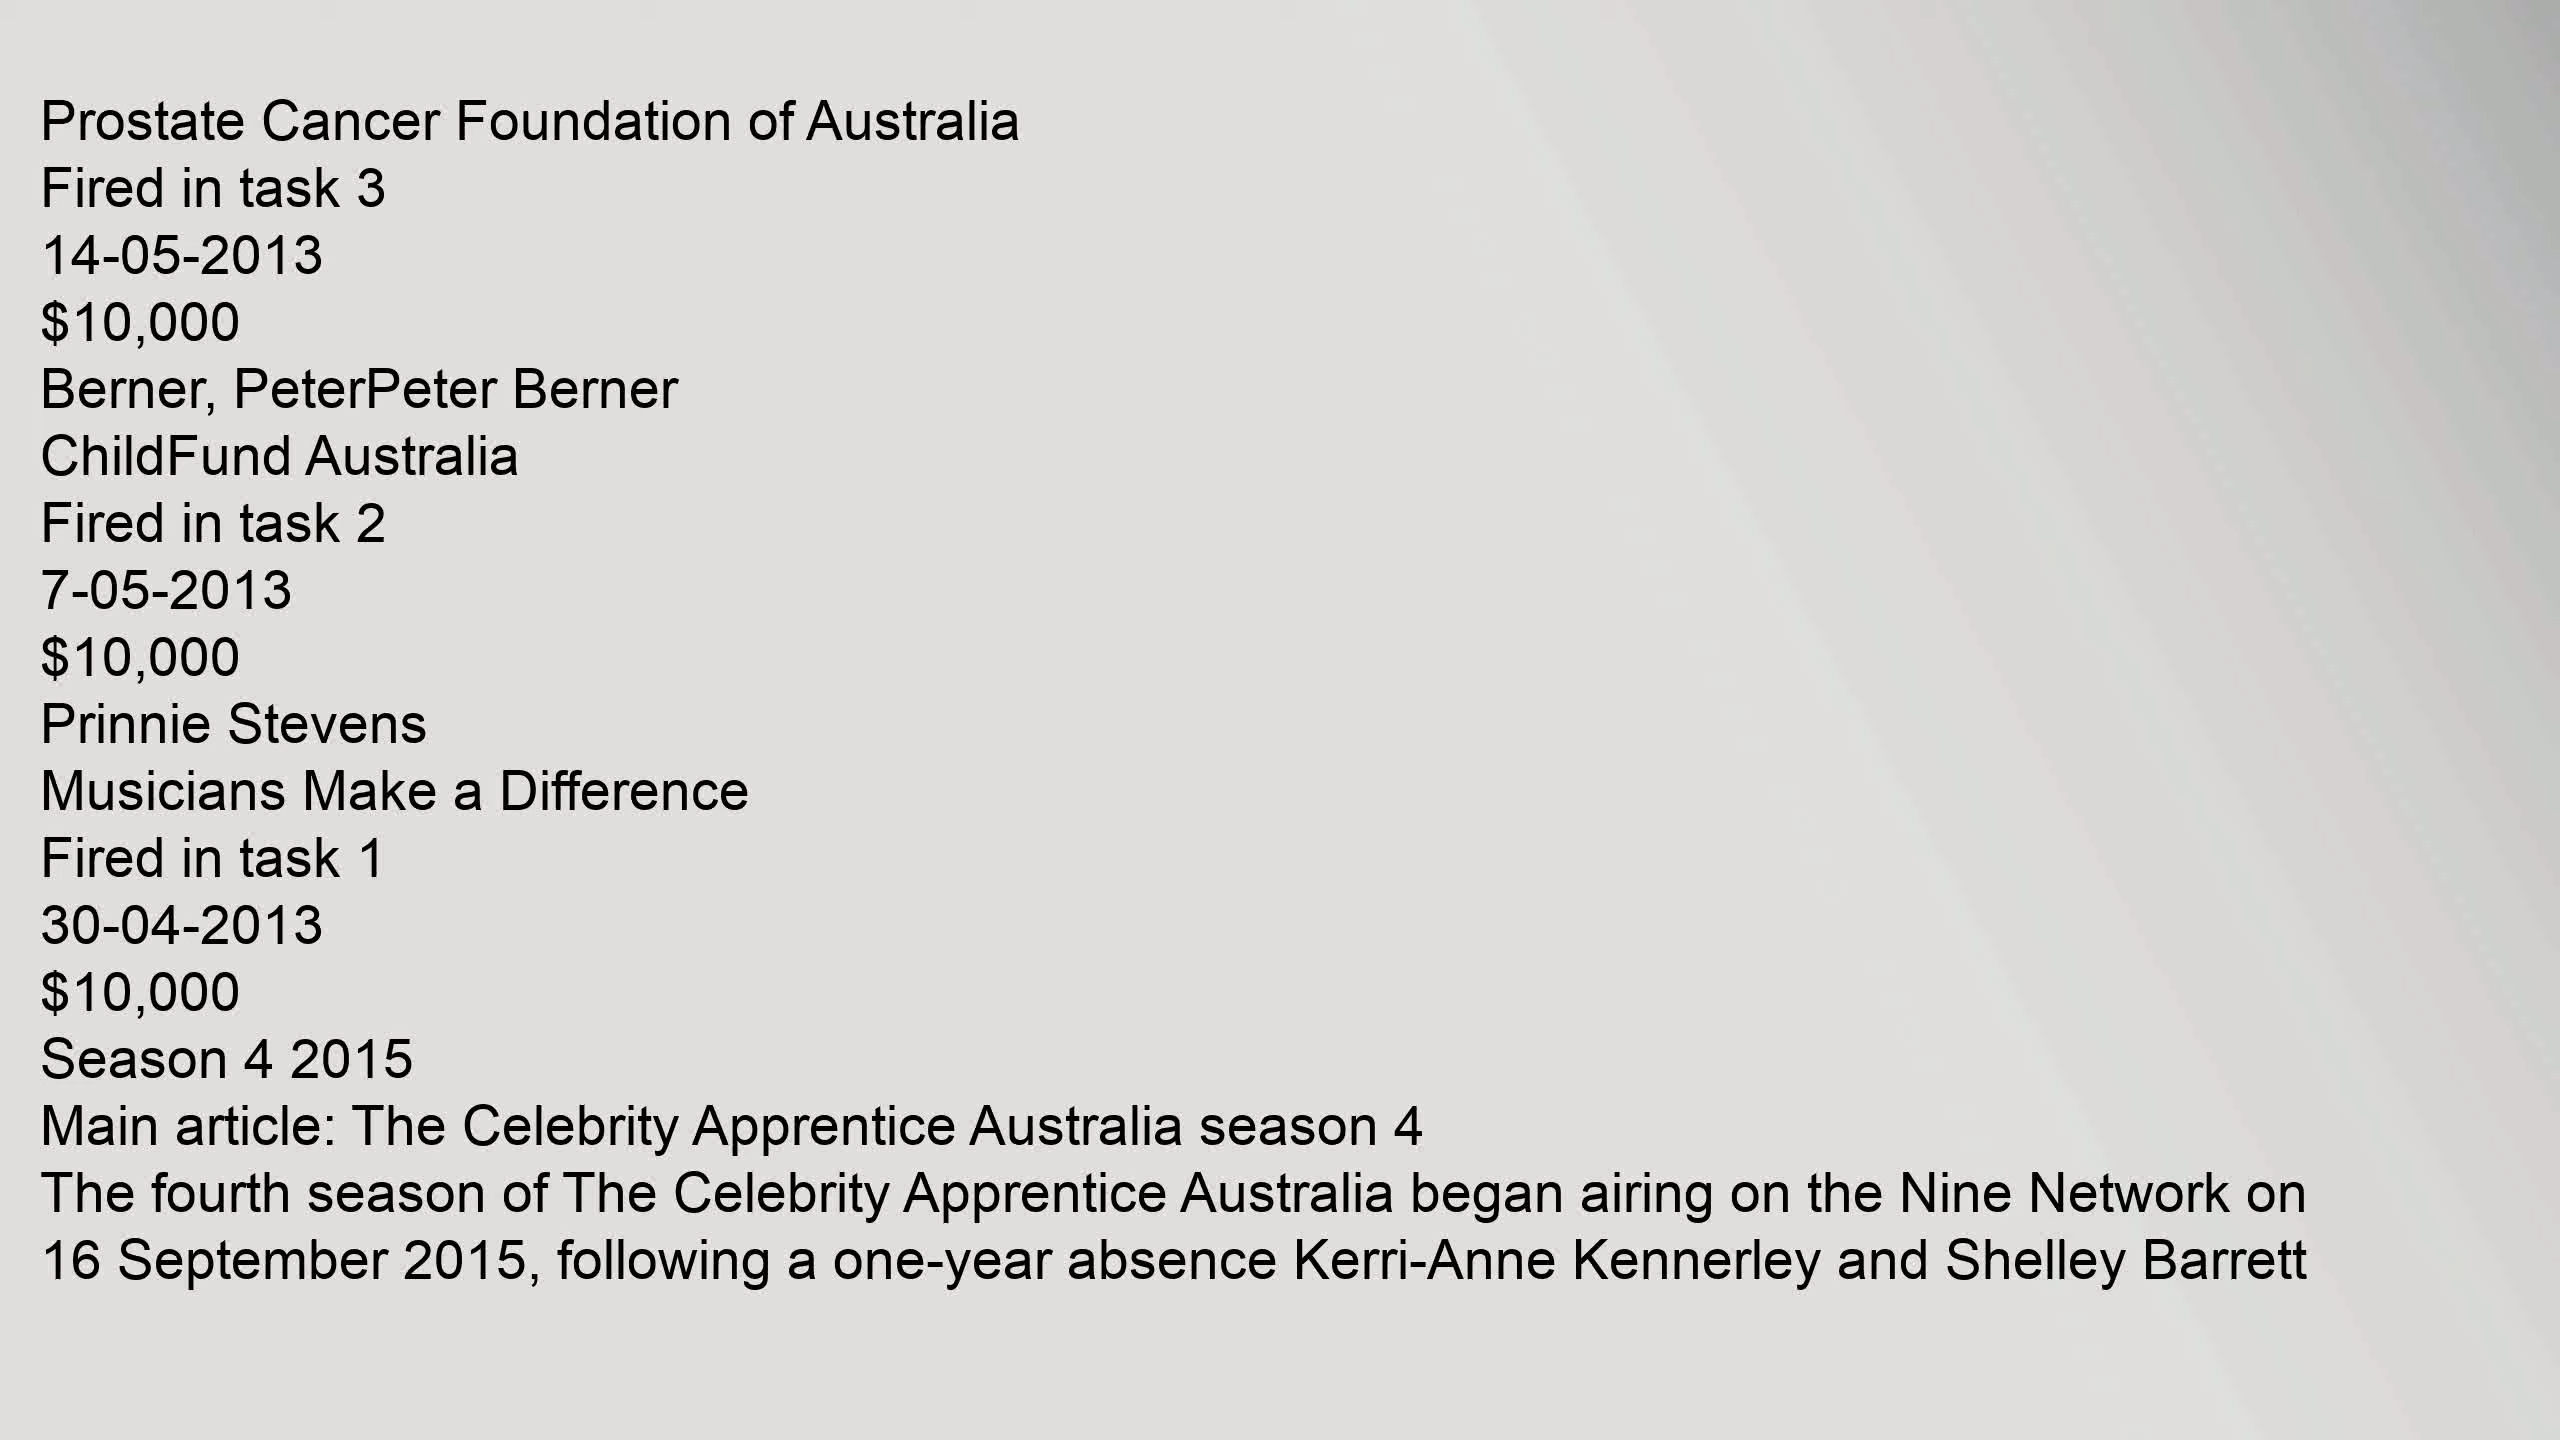 Prostate Cancer Foundation of Australia
Fired in task 3
14-05-2013
$10,000
Berner, PeterPeter Berner
ChildFund Australia
Fired in task 2
7-05-2013
$10,000
Prinnie Stevens
Musicians Make a Difference
Fired in task 1
30-04-2013
$10,000
Season 4 2015
Main article: The Celebrity Apprentice Australia season 4
The fourth season of The Celebrity Apprentice Australia began airing on the Nine Network on
16 September 2015, following a one-year absence Kerri-Anne Kennerley and Shelley Barrett